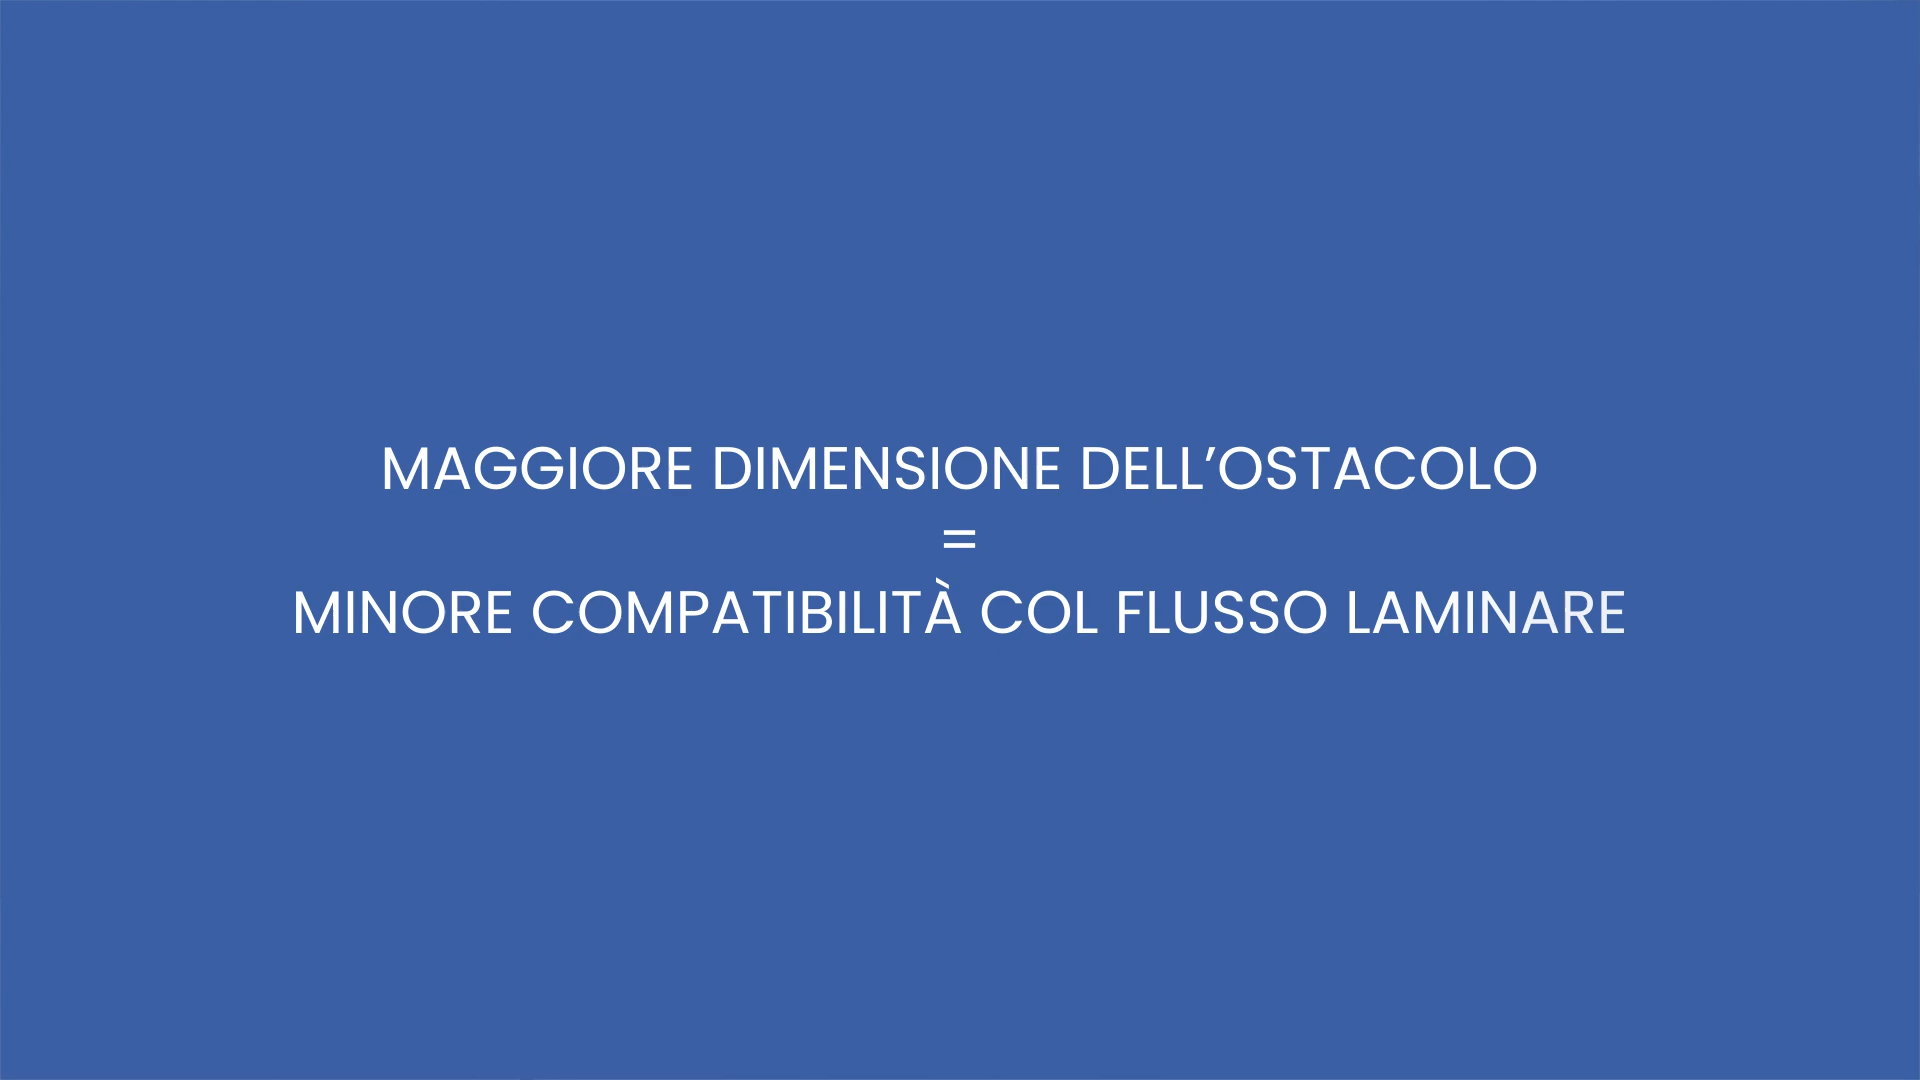 MAGGIORE DIMENSIONE DELL’OSTACOLO
=
MINORE COMPATIBILITÀ COL FLUSSO LAMINARE